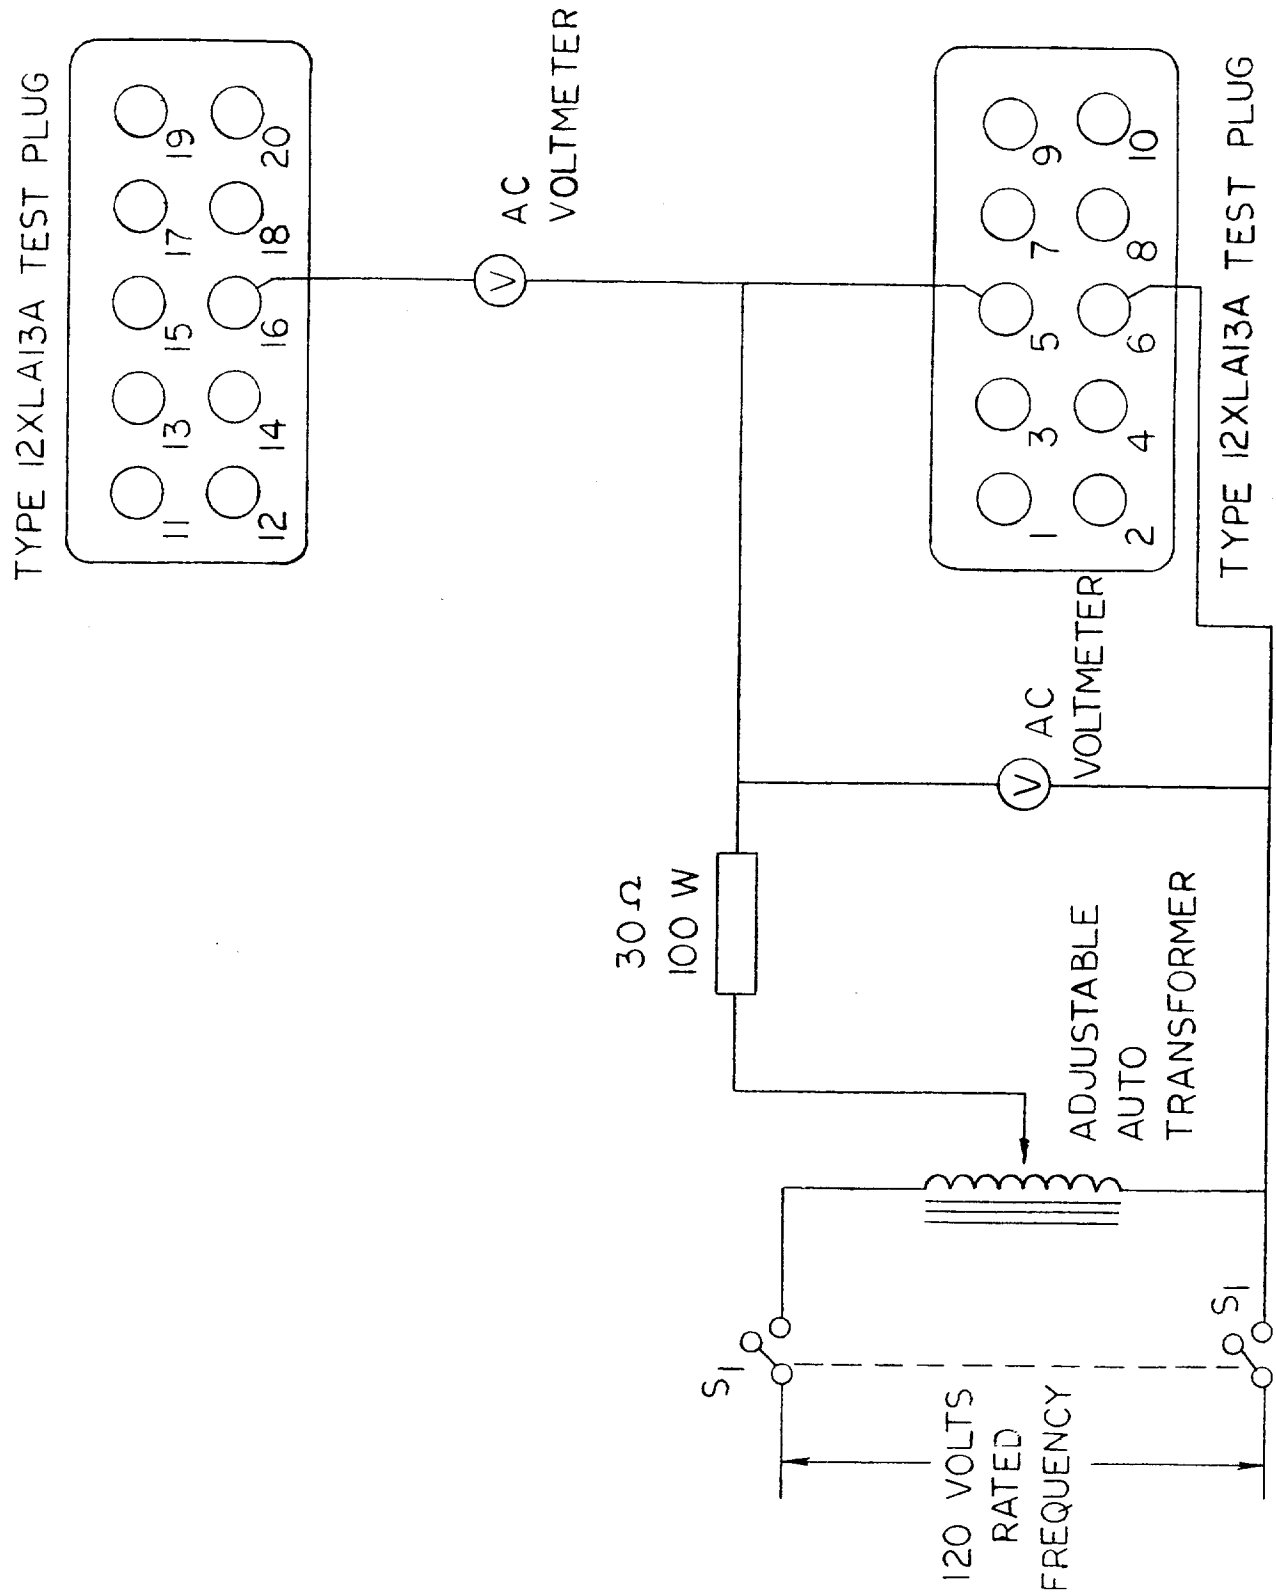 TYPE 12XLA13A TEST PLUG
11
13
15
17
19
12
14
16
18
20
V
AC
VOLTMETER
30 Ω
100 W
V
AC
VOLTMETER
1
3
5
7
9
2
4
6
8
10
TYPE 12XLA13A TEST PLUG
ADJUSTABLE
AUTO
TRANSFORMER
S1
S1
120 VOLTS
RATED
FREQUENCY